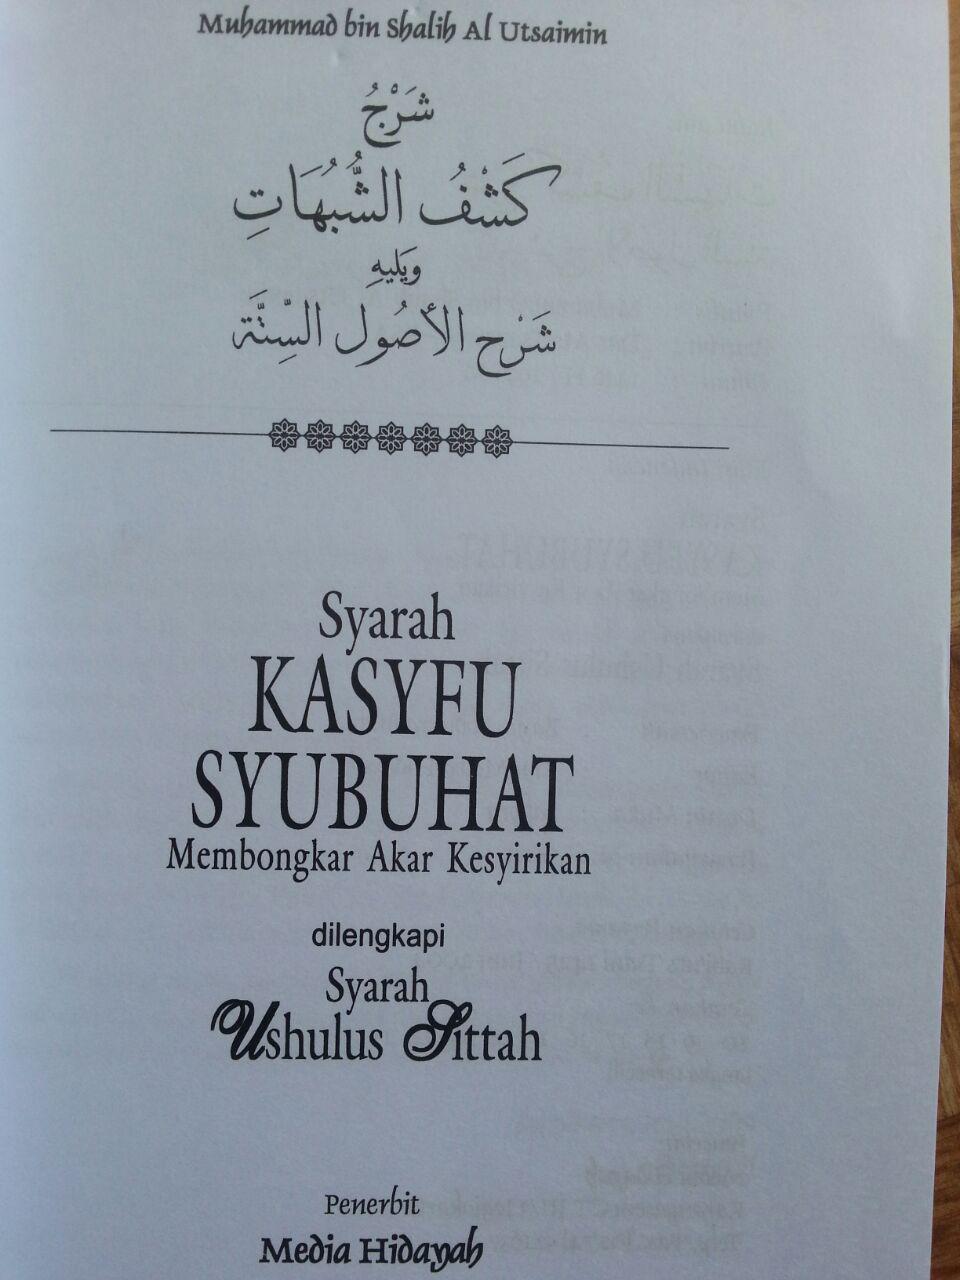 Muhammad bin Shalih Al Utsaimin
شَرْحُ
كَشْفُ الشُّبُهَاتِ
وَيَلِيهِ
شَرْح الأصُول السِتَّة
Syarah
KASYFU
SYUBUHAT
Membongkar Akar Kesyirikan
dilengkapi
Syarah
Ushulus Sittah
Penerbit
Media Hidayah